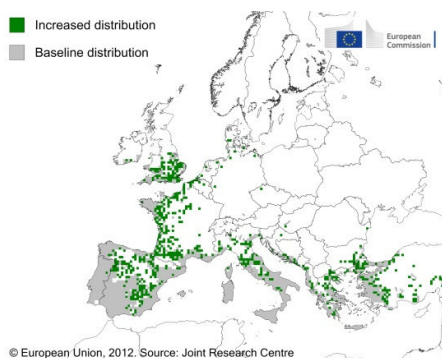 Increased distribution
Baseline distribution
European
Commission
© European Union, 2012. Source: Joint Research Centre